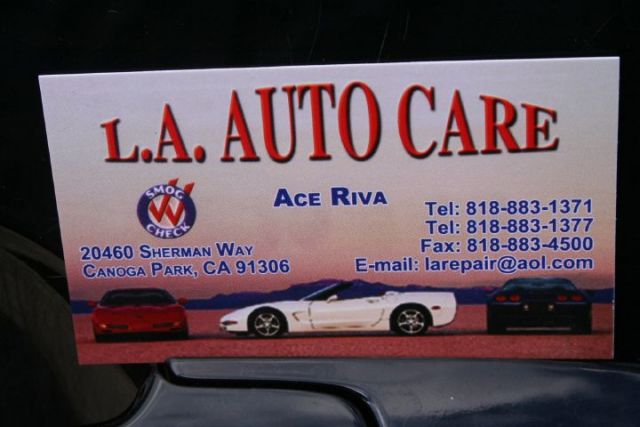 L.A. AUTO CARE
ACE RIVA
SMOG
CHECK
20460 SHERMAN WAY
CANOGA PARK, CA 91306
Tel: 818-883-1371
Tel: 818-883-1377
Fax: 818-883-4500
E-mail: larepair@aol.com